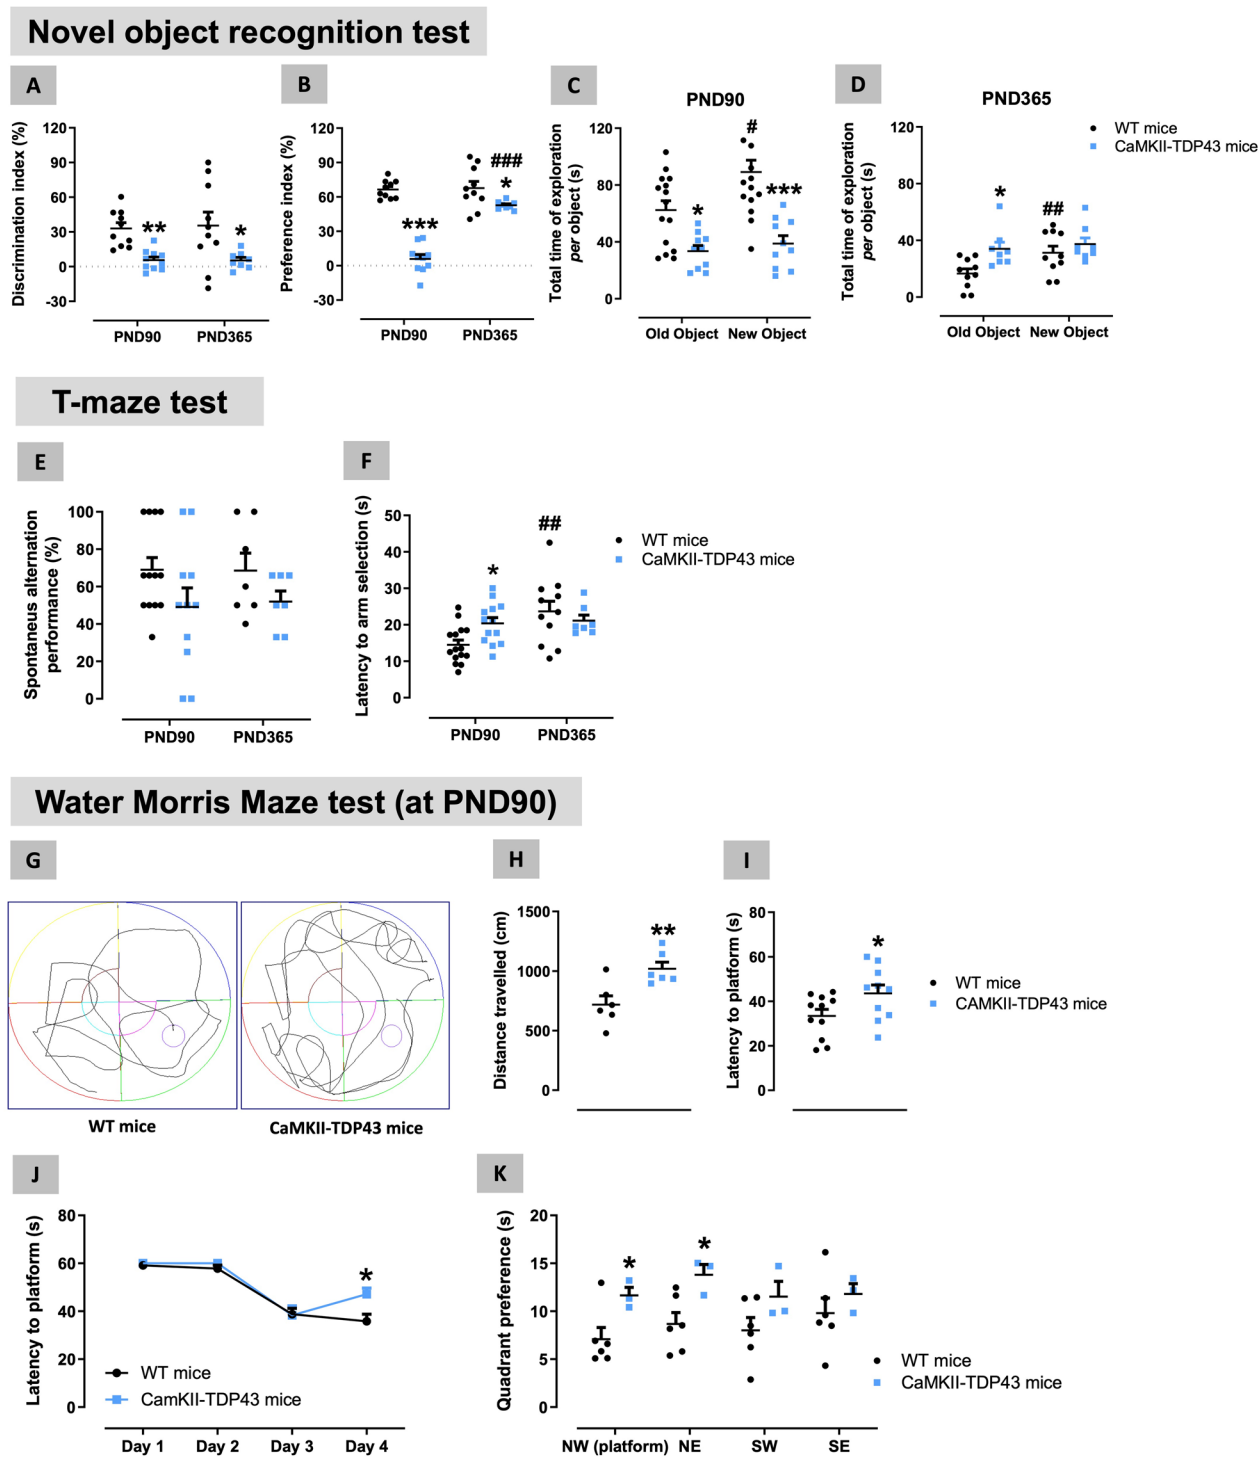 Novel object recognition test
A
B
C
D
PND90
PND365
Discrimination index (%)
120
90
60
30
0
-30
**
*
PND90
PND365
Preference index (%)
120
90
60
30
0
-30
***
###
*
PND90
PND365
Total time of exploration
per object (s)
120
80
40
0
*
#
***
Old Object
New Object
Total time of exploration
per object (s)
120
80
40
0
*
##
Old Object
New Object
WT mice
CaMKII-TDP43 mice
T-maze test
E
F
Spontaneus alternation
performance (%)
100
80
60
40
20
0
PND90
PND365
Latency to arm selection (s)
50
40
30
20
10
0
*
##
PND90
PND365
WT mice
CaMKII-TDP43 mice
Water Morris Maze test (at PND90)
G
H
I
WT mice
CaMKII-TDP43 mice
Distance travelled (cm)
1500
1000
500
0
**
Latency to platform (s)
80
60
40
20
0
*
WT mice
CAMKII-TDP43 mice
J
K
Latency to platform (s)
80
60
40
20
0
*
WT mice
CamKII-TDP43 mice
Day 1
Day 2
Day 3
Day 4
Quadrant preference (s)
20
15
10
5
0
*
*
WT mice
CaMKII-TDP43 mice
NW (platform)
NE
SW
SE